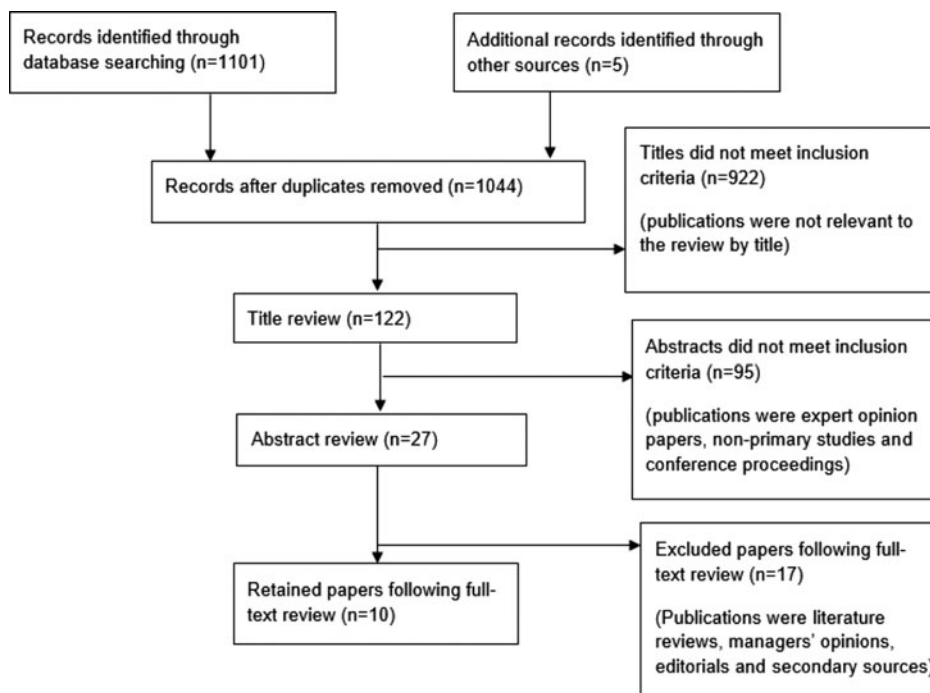 Records identified through
database searching (n=1101)
Additional records identified through
other sources (n=5)
Records after duplicates removed (n=1044)
Titles did not meet inclusion
criteria (n=922)
(publications were not relevant to
the review by title)
Title review (n=122)
Abstracts did not meet inclusion
criteria (n=95)
(publications were expert opinion
papers, non-primary studies and
conference proceedings)
Abstract review (n=27)
Excluded papers following full-
text review (n=17)
(Publications were literature
reviews, managers' opinions,
editorials and secondary sources)
Retained papers following full-
text review (n=10)